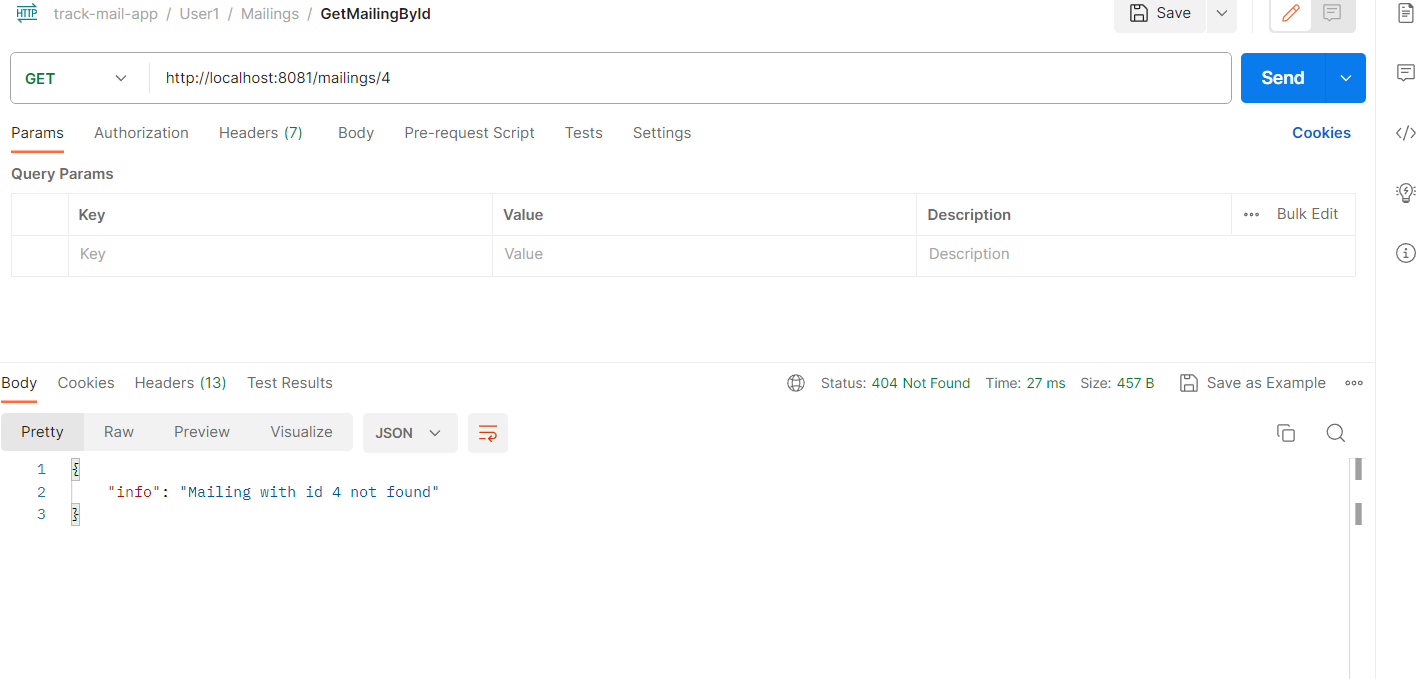 HTTP track-mail-app / User1 / Mailings / GetMailingById Save
GET http://localhost:8081/mailings/4 Send
Params Authorization Headers (7) Body Pre-request Script Tests Settings Cookies
Query Params
Key Value Description Bulk Edit
Key Value Description
Body Cookies Headers (13) Test Results Status: 404 Not Found Time: 27 ms Size: 457 B Save as Example
Pretty Raw Preview Visualize JSON
1 {
2 "info": "Mailing with id 4 not found"
3 }